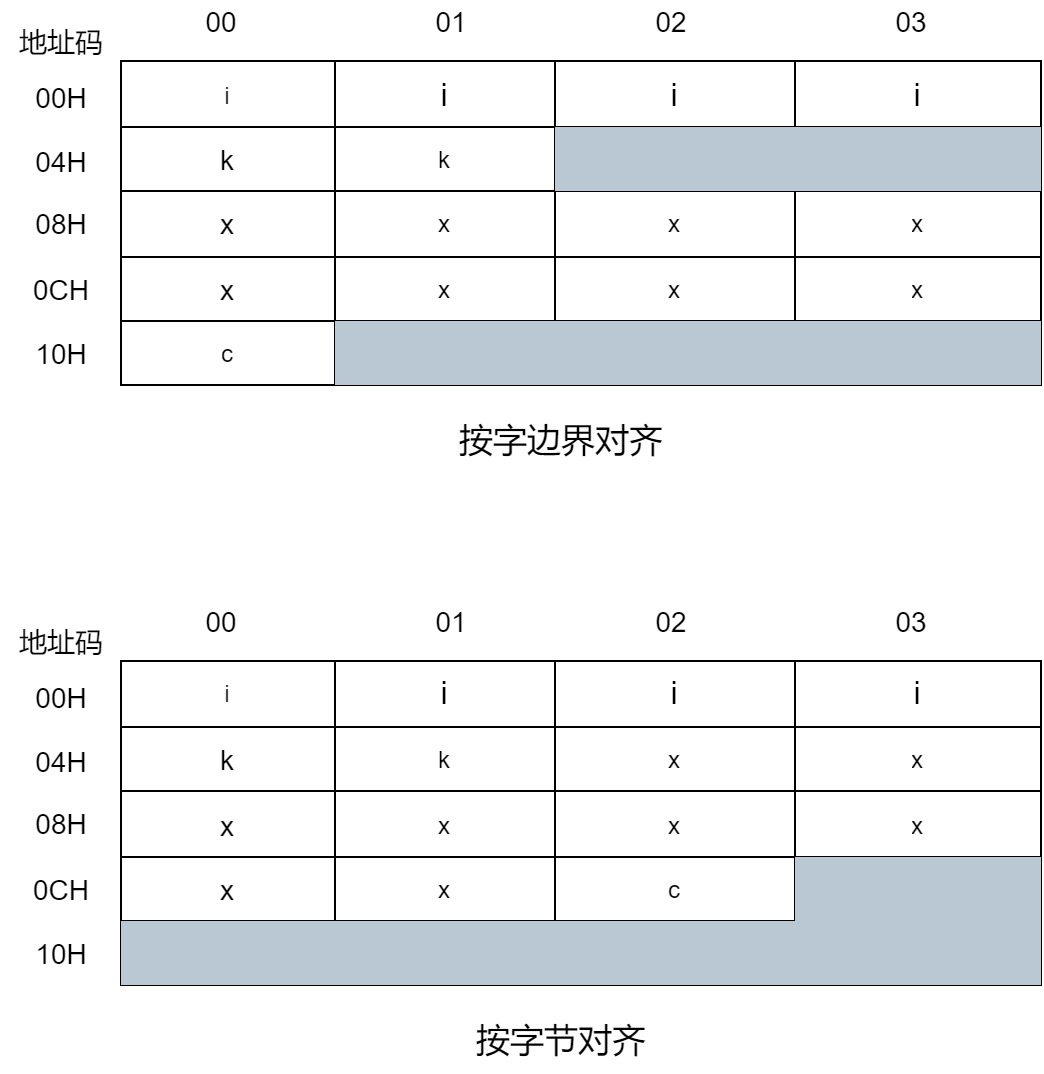 00 01 02 03
地址码
00H i i i i
04H k k
08H x x x x
0CH x x x x
10H c
按字边界对齐
00 01 02 03
地址码
00H i i i i
04H k k x x
08H x x x x
0CH x x c
10H
按字节对齐